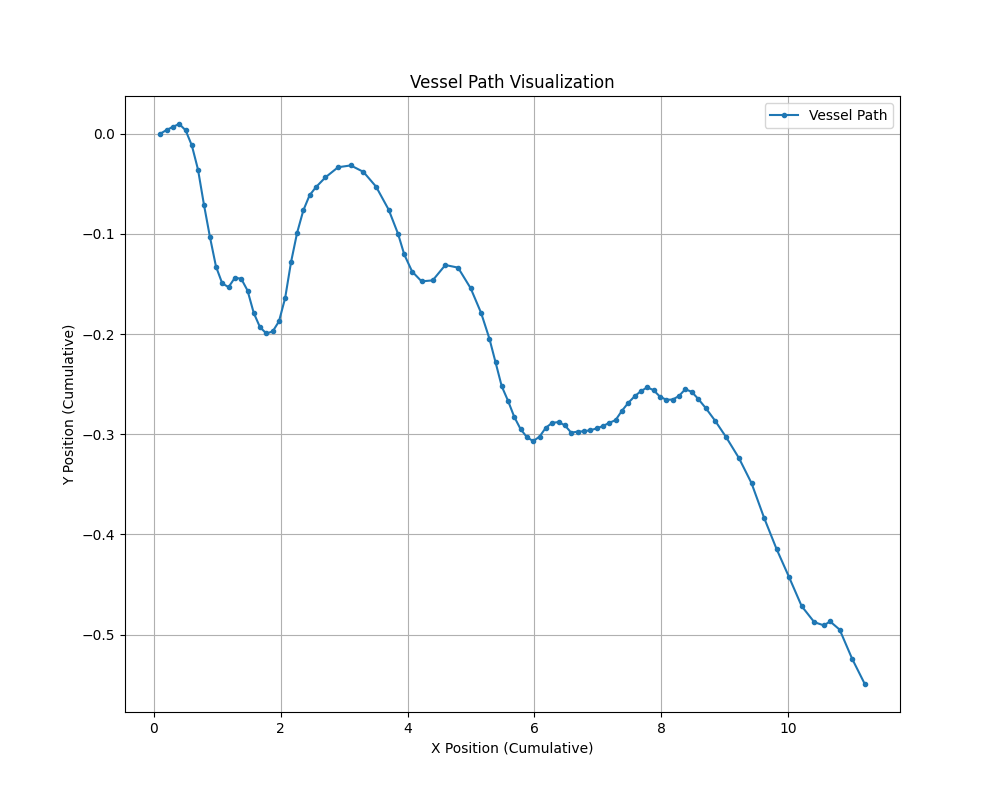 Vessel Path Visualization
Vessel Path
0.0
−0.1
−0.2
−0.3
−0.4
−0.5
Y Position (Cumulative)
0 2 4 6 8 10
X Position (Cumulative)